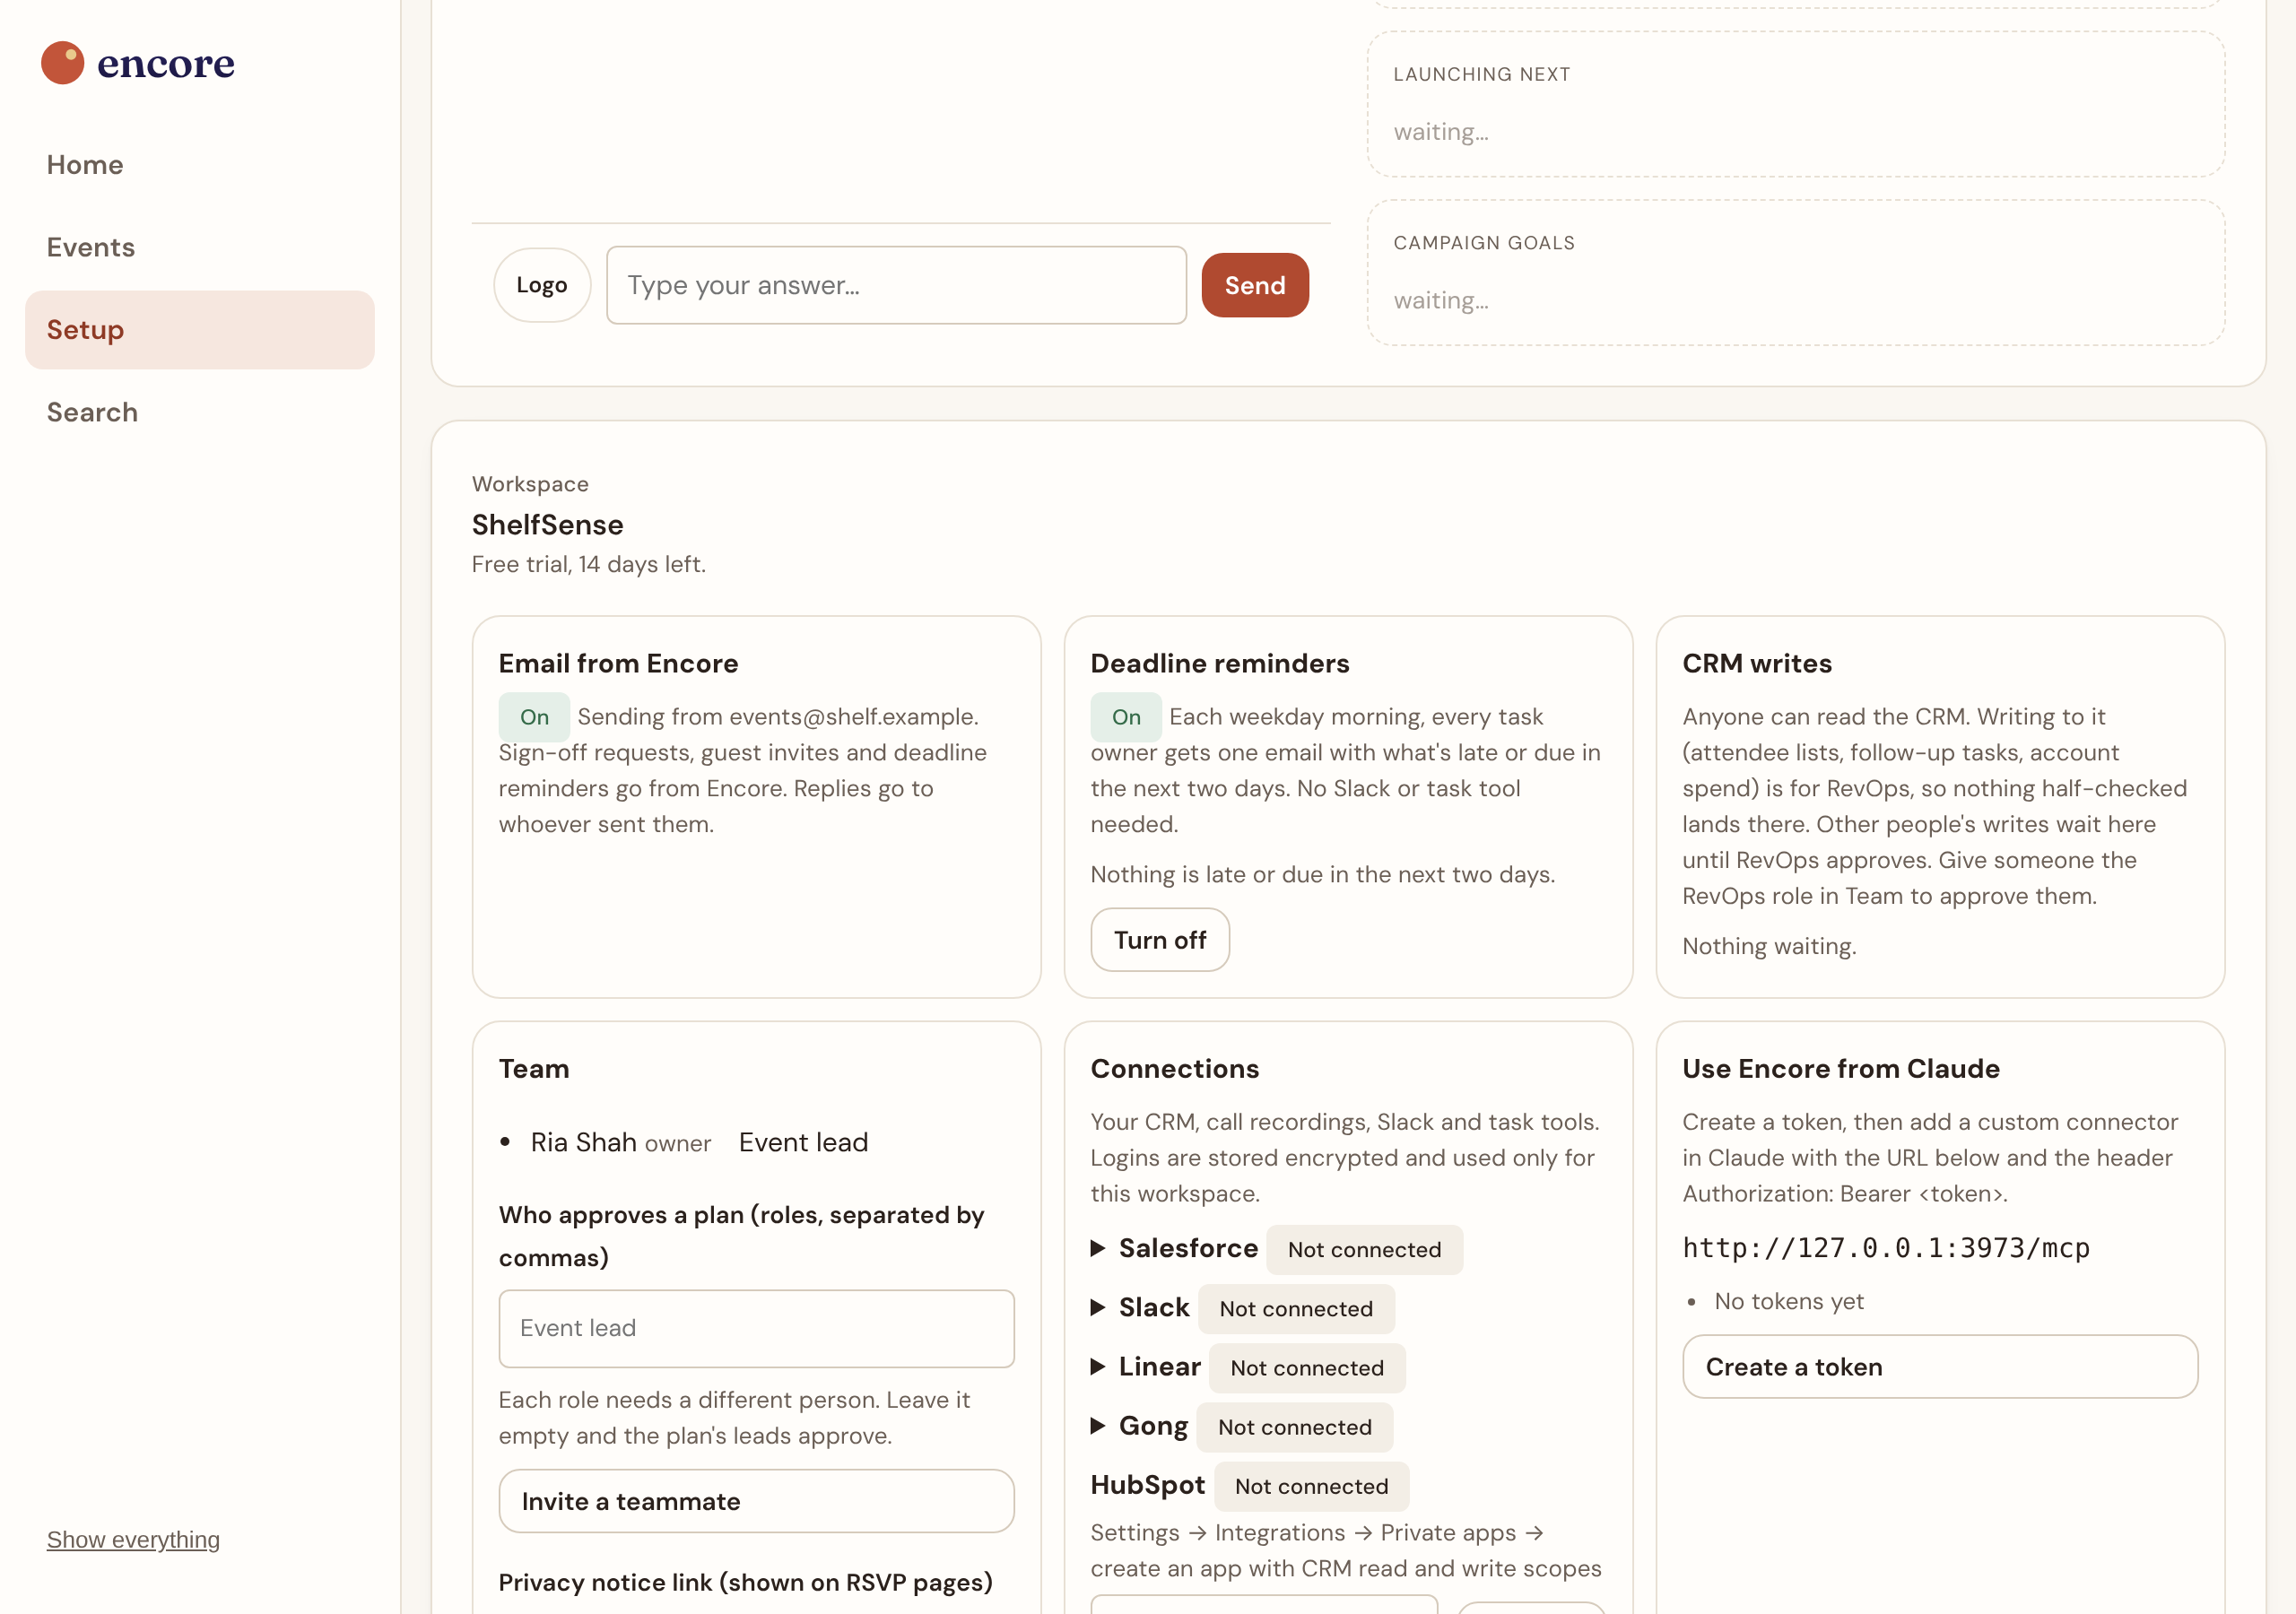 encore
Home
Events
Setup
Search
Show everything
Logo
Type your answer...
Send
LAUNCHING NEXT
waiting...
CAMPAIGN GOALS
waiting...
Workspace
ShelfSense
Free trial, 14 days left.
Email from Encore
On Sending from events@shelf.example.
Sign-off requests, guest invites and deadline
reminders go from Encore. Replies go to
whoever sent them.
Deadline reminders
On Each weekday morning, every task
owner gets one email with what's late or due in
the next two days. No Slack or task tool
needed.
Nothing is late or due in the next two days.
Turn off
CRM writes
Anyone can read the CRM. Writing to it
(attendee lists, follow-up tasks, account
spend) is for RevOps, so nothing half-checked
lands there. Other people's writes wait here
until RevOps approves. Give someone the
RevOps role in Team to approve them.
Nothing waiting.
Team
• Ria Shah owner Event lead
Who approves a plan (roles, separated by
commas)
Event lead
Each role needs a different person. Leave it
empty and the plan's leads approve.
Invite a teammate
Privacy notice link (shown on RSVP pages)
Connections
Your CRM, call recordings, Slack and task tools.
Logins are stored encrypted and used only for
this workspace.
Salesforce Not connected
Slack Not connected
Linear Not connected
Gong Not connected
HubSpot Not connected
Settings → Integrations → Private apps →
create an app with CRM read and write scopes
Use Encore from Claude
Create a token, then add a custom connector
in Claude with the URL below and the header
Authorization: Bearer <token>.
http://127.0.0.1:3973/mcp
• No tokens yet
Create a token